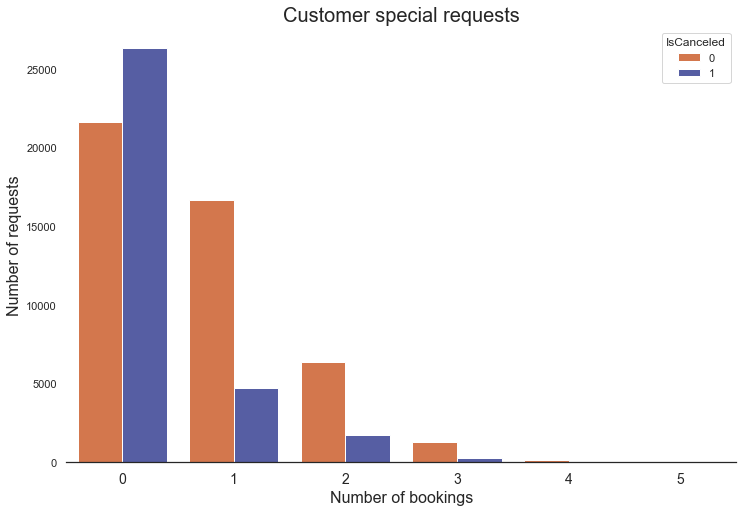 Customer special requests
IsCanceled
0
1
Number of requests
25000
20000
15000
10000
5000
0
0 1 2 3 4 5
Number of bookings